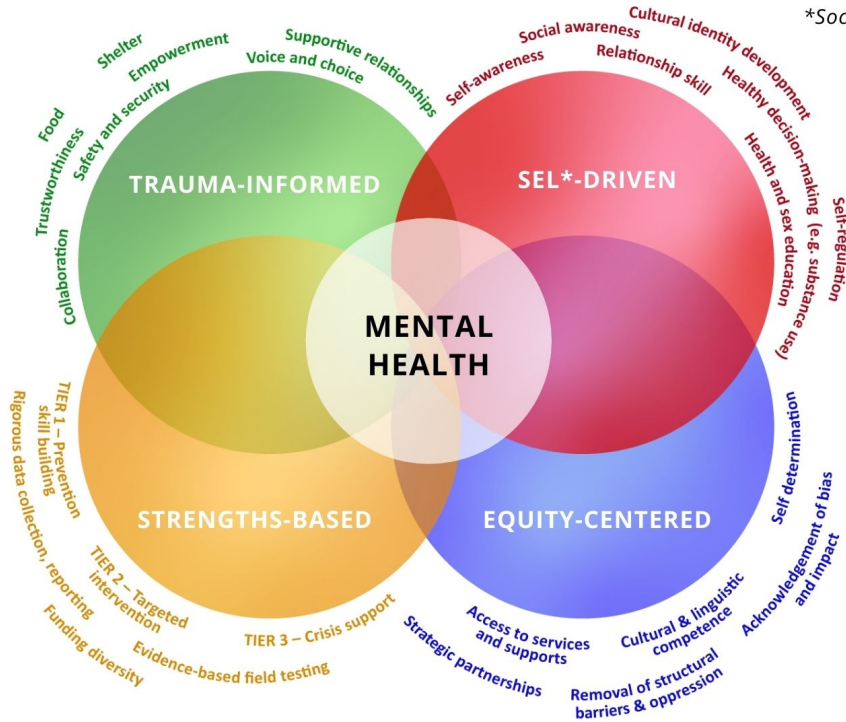 *Soc
Shelter
Empowerment
Supportive relationships
Voice and choice
Food
Safety and security
Trustworthiness
Collaboration
TRAUMA-INFORMED
Self-awareness
Social awareness
Relationship skill
Cultural identity development
Healthy decision-making (e.g. substance use)
Health and sex education
Self-regulation
SEL*-DRIVEN
MENTAL
HEALTH
STRENGTHS-BASED
TIER 1 – Prevention
skill building
Rigorous data collection, reporting
TIER 2 – Targeted
intervention
Funding diversity
TIER 3 – Crisis support
Evidence-based field testing
EQUITY-CENTERED
Self determination
Acknowledgement of bias
and impact
Cultural & linguistic
competence
Access to services
and supports
Strategic partnerships
Removal of structural
barriers & oppression